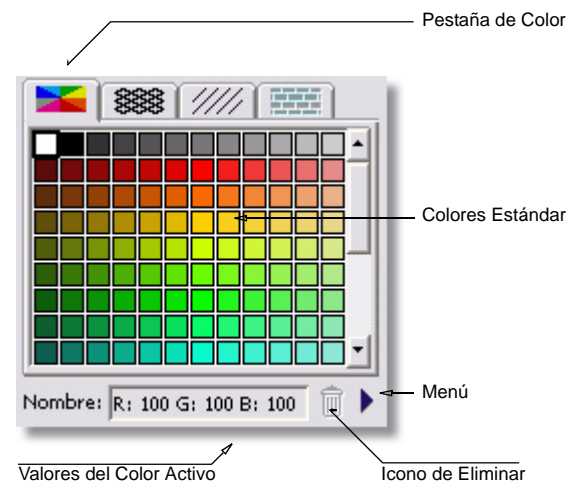 Pestaña de Color
Colores Estándar
Menú
Nombre: R: 100 G: 100 B: 100
Valores del Color Activo
Icono de Eliminar